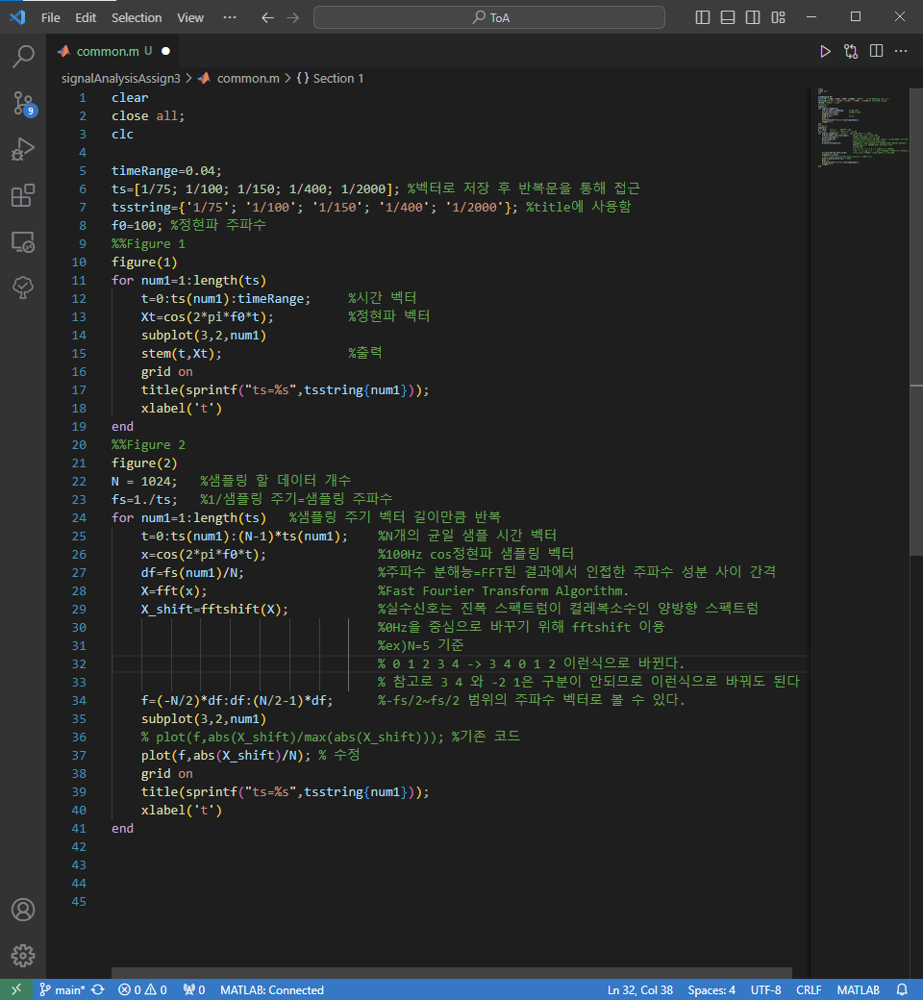 File Edit Selection View ··· ToA
common.m U
signalAnalysisAssign3 > common.m > {} Section 1
1 clear
2 close all;
3 clc
4
5 timeRange=0.04;
6 ts=[1/75; 1/100; 1/150; 1/400; 1/2000]; %벡터로 저장 후 반복문을 통해 접근
7 tsstring={'1/75'; '1/100'; '1/150'; '1/400'; '1/2000'}; %title에 사용함
8 f0=100; %정현파 주파수
9 %%Figure 1
10 figure(1)
11 for num1=1:length(ts)
12 t=0:ts(num1):timeRange; %시간 벡터
13 Xt=cos(2*pi*f0*t); %정현파 벡터
14 subplot(3,2,num1)
15 stem(t,Xt); %출력
16 grid on
17 title(sprintf("ts=%s",tsstring{num1}));
18 xlabel('t')
19 end
20 %%Figure 2
21 figure(2)
22 N = 1024; %샘플링 할 데이터 개수
23 fs=1./ts; %1/샘플링 주기=샘플링 주파수
24 for num1=1:length(ts) %샘플링 주기 벡터 길이만큼 반복
25 t=0:ts(num1):(N-1)*ts(num1); %N개의 균일 샘플 시간 벡터
26 x=cos(2*pi*f0*t); %100Hz cos정현파 샘플링 벡터
27 df=fs(num1)/N; %주파수 분해능=FFT된 결과에서 인접한 주파수 성분 사이 간격
28 X=fft(x); %Fast Fourier Transform Algorithm.
29 X_shift=fftshift(X); %실수신호는 진폭 스펙트럼이 켤레복소수인 양방향 스펙트럼
30 %0Hz을 중심으로 바꾸기 위해 fftshift 이용
31 %ex)N=5 기준
32 % 0 1 2 3 4 -> 3 4 0 1 2 이런식으로 바뀐다.
33 % 참고로 3 4 와 -2 1은 구분이 안되므로 이런식으로 바꿔도 된다
34 f=(-N/2)*df:df:(N/2-1)*df; %-fs/2~fs/2 범위의 주파수 벡터로 볼 수 있다.
35 subplot(3,2,num1)
36 % plot(f,abs(X_shift)/max(abs(X_shift))); %기존 코드
37 plot(f,abs(X_shift)/N); % 수정
38 grid on
39 title(sprintf("ts=%s",tsstring{num1}));
40 xlabel('t')
41 end
42
43
44
45
9
main* 0 0 0 MATLAB: Connected Ln 32, Col 38 Spaces: 4 UTF-8 CRLF MATLAB